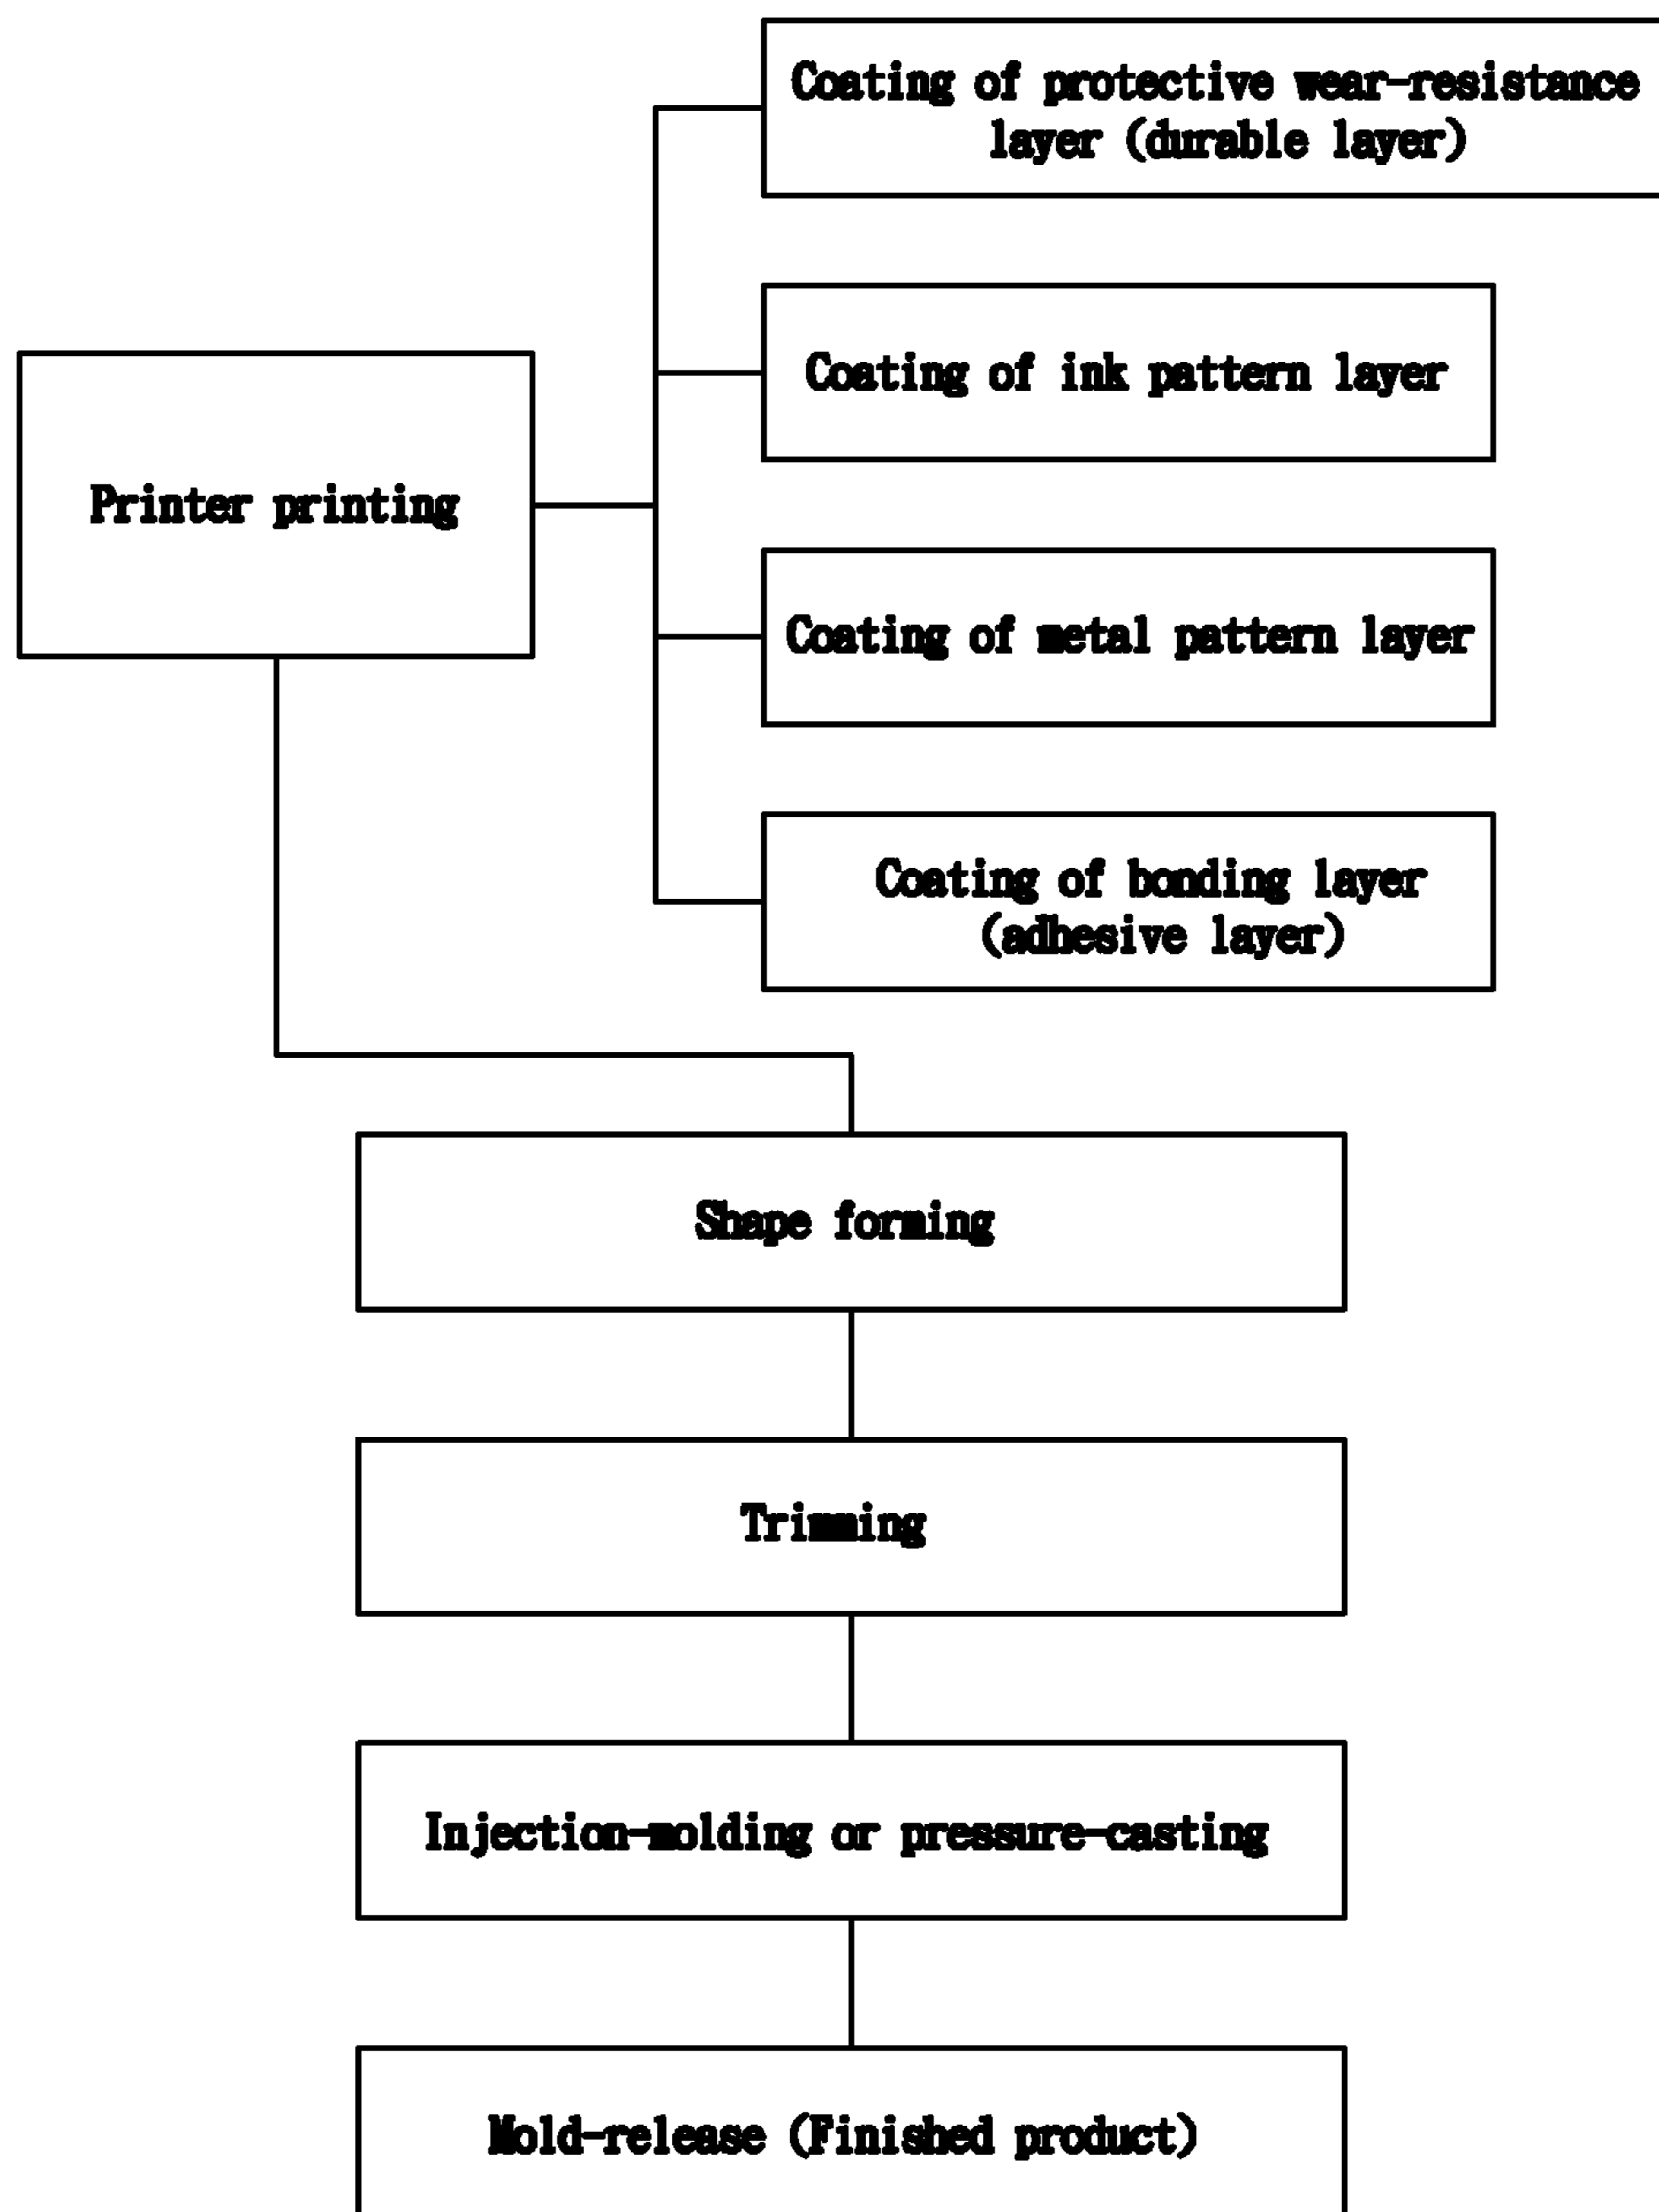 Coating of protective wear-resistance
layer (durable layer)
Coating of ink pattern layer
Printer printing
Coating of metal pattern layer
Coating of bonding layer
(adhesive layer)
Shape forming
Trimming
Injection-molding or pressure-casting
Mold-release (Finished product)